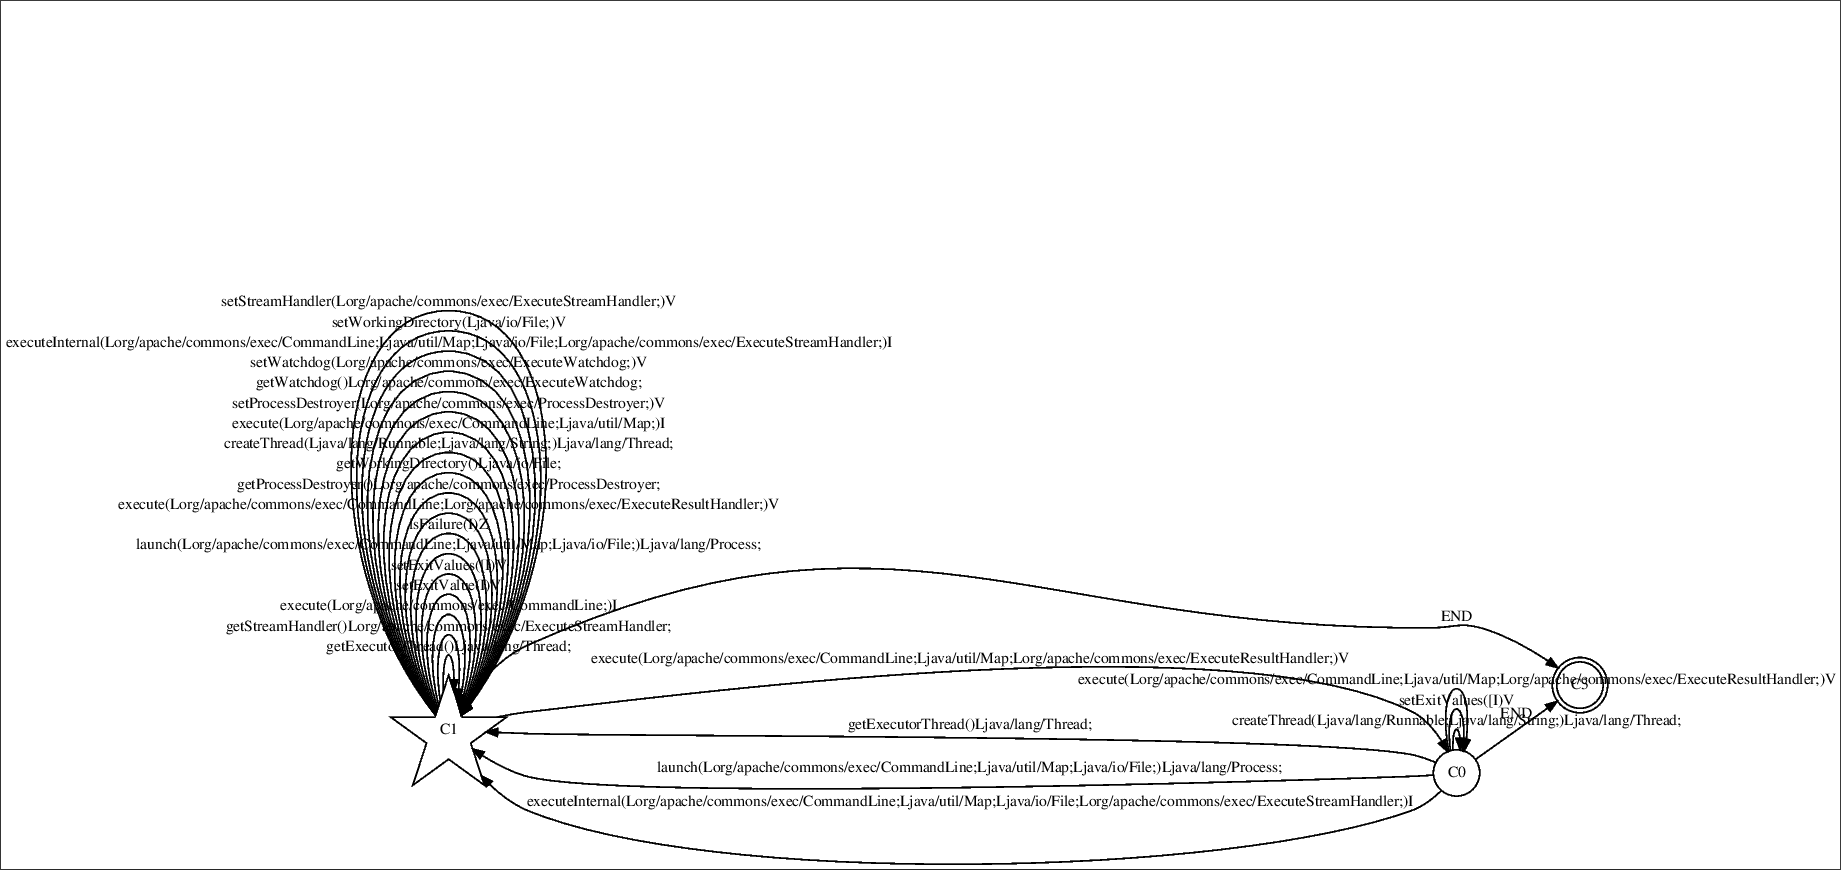 setStreamHandler(Lorg/apache/commons/exec/ExecuteStreamHandler;)V
setWorkingDirectory(Ljava/io/File;)V
executeInternal(Lorg/apache/commons/exec/CommandLine;Ljava/util/Map;Ljava/io/File;Lorg/apache/commons/exec/ExecuteStreamHandler;)I
setWatchdog(Lorg/apache/commons/exec/ExecuteWatchdog;)V
getWatchdog()Lorg/apache/commons/exec/ExecuteWatchdog;
setProcessDestroyer(Lorg/apache/commons/exec/ProcessDestroyer;)V
execute(Lorg/apache/commons/exec/CommandLine;Ljava/util/Map;)I
createThread(Ljava/lang/Runnable;Ljava/lang/String;)Ljava/lang/Thread;
getWorkingDirectory()Ljava/io/File;
getProcessDestroyer()Lorg/apache/commons/exec/ProcessDestroyer;
execute(Lorg/apache/commons/exec/CommandLine;Lorg/apache/commons/exec/ExecuteResultHandler;)V
isFailure(I)Z
launch(Lorg/apache/commons/exec/CommandLine;Ljava/util/Map;Ljava/io/File;)Ljava/lang/Process;
setExitValues([I)V
setExitValue(I)V
execute(Lorg/apache/commons/exec/CommandLine;)I
getStreamHandler()Lorg/apache/commons/exec/ExecuteStreamHandler;
getExecutorThread()Ljava/lang/Thread;
END
execute(Lorg/apache/commons/exec/CommandLine;Ljava/util/Map;Lorg/apache/commons/exec/ExecuteResultHandler;)V
execute(Lorg/apache/commons/exec/CommandLine;Ljava/util/Map;Lorg/apache/commons/exec/ExecuteResultHandler;)V
setExitValues([I)V
END
createThread(Ljava/lang/Runnable;Ljava/lang/String;)Ljava/lang/Thread;
getExecutorThread()Ljava/lang/Thread;
C1
launch(Lorg/apache/commons/exec/CommandLine;Ljava/util/Map;Ljava/io/File;)Ljava/lang/Process;
C0
executeInternal(Lorg/apache/commons/exec/CommandLine;Ljava/util/Map;Ljava/io/File;Lorg/apache/commons/exec/ExecuteStreamHandler;)I